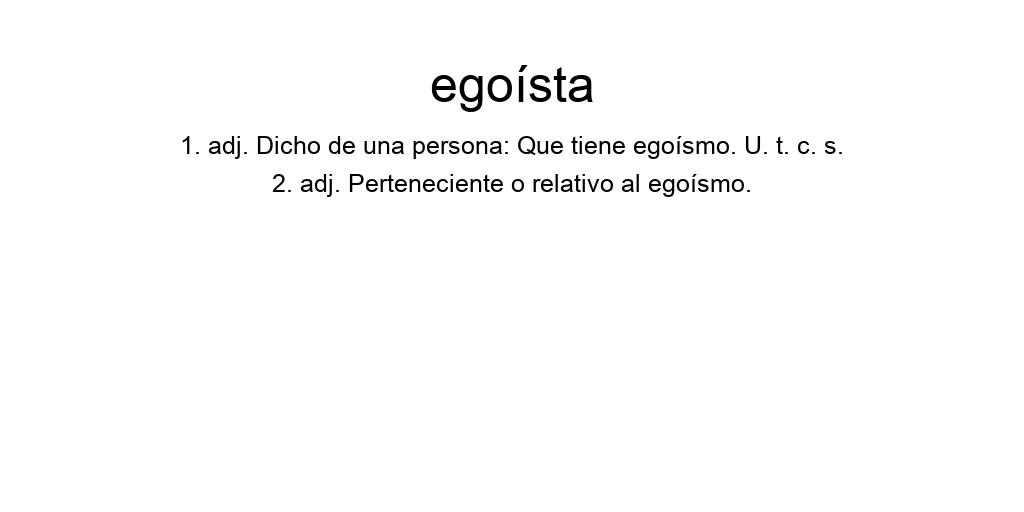 egoísta
1. adj. Dicho de una persona: Que tiene egoísmo. U. t. c. s.
2. adj. Perteneciente o relativo al egoísmo.